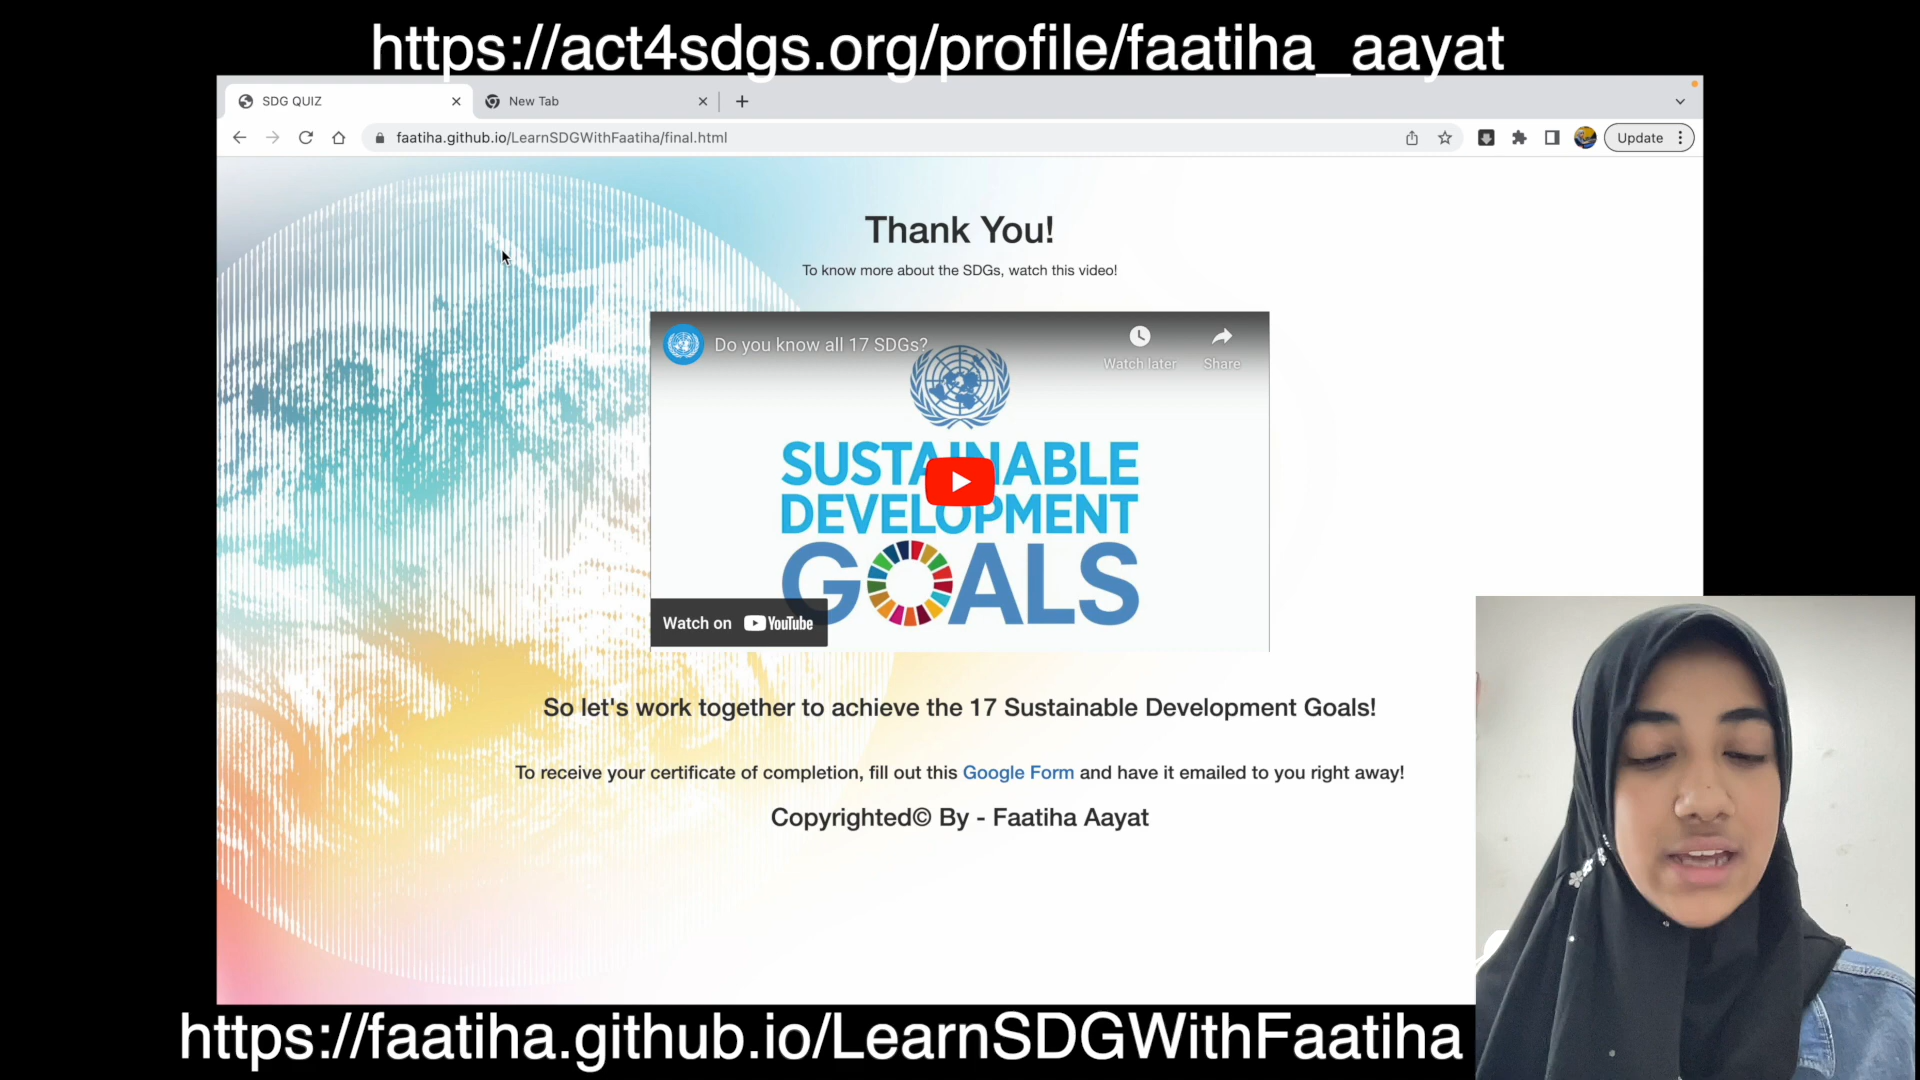 https://act4sdgs.org/profile/faatiha_aayat
SDG QUIZ
New Tab
faatiha.github.io/LearnSDGWithFaatiha/final.html
Update
Thank You!
To know more about the SDGs, watch this video!
Do you know all 17 SDGs?
Watch later
Share
SUSTAINABLE
DEVELOPMENT
GOALS
Watch on YouTube
So let's work together to achieve the 17 Sustainable Development Goals!
To receive your certificate of completion, fill out this Google Form and have it emailed to you right away!
Copyrighted© By - Faatiha Aayat
https://faatiha.github.io/LearnSDGWithFaatiha